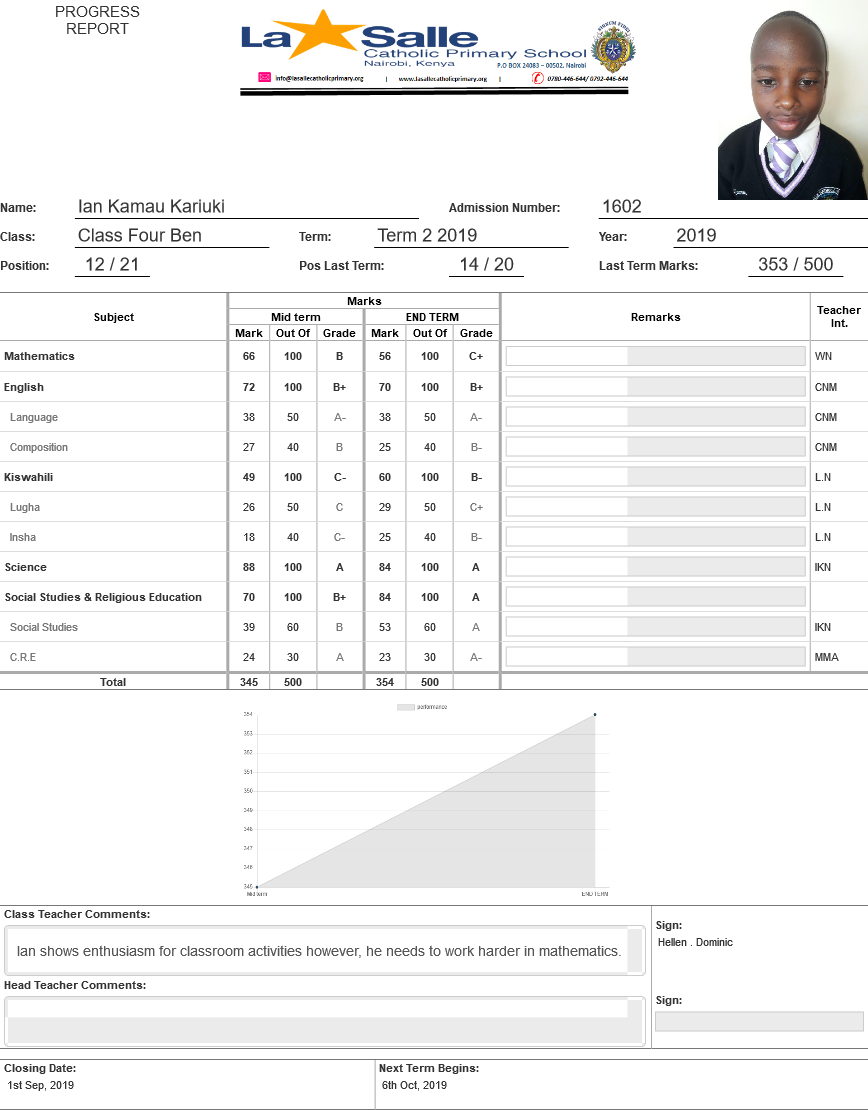 PROGRESS
REPORT
La Salle
Catholic Primary School
Nairobi, Kenya
P.O BOX 24083 – 00502, Nairobi
info@lasallecatholicprimary.org | www.lasallecatholicprimary.org | 0780-446-644/ 0792-446-644
Name: Ian Kamau Kariuki Admission Number: 1602
Class: Class Four Ben Term: Term 2 2019 Year: 2019
Position: 12 / 21 Pos Last Term: 14 / 20 Last Term Marks: 353 / 500
Subject Marks Remarks Teacher Int.
Mid term END TERM
Mark Out Of Grade Mark Out Of Grade
Mathematics 66 100 B 56 100 C+ WN
English 72 100 B+ 70 100 B+ CNM
Language 38 50 A- 38 50 A- CNM
Composition 27 40 B 25 40 B- CNM
Kiswahili 49 100 C- 60 100 B- L.N
Lugha 26 50 C 29 50 C+ L.N
Insha 18 40 C- 25 40 B- L.N
Science 88 100 A 84 100 A IKN
Social Studies & Religious Education 70 100 B+ 84 100 A
Social Studies 39 60 B 53 60 A IKN
C.R.E 24 30 A 23 30 A- MMA
Total 345 500 354 500
performance
354
353
352
351
350
349
348
347
346
345
Mid term END TERM
Class Teacher Comments:
Ian shows enthusiasm for classroom activities however, he needs to work harder in mathematics.
Sign:
Hellen . Dominic
Head Teacher Comments:
Sign:
Closing Date: Next Term Begins:
1st Sep, 2019 6th Oct, 2019